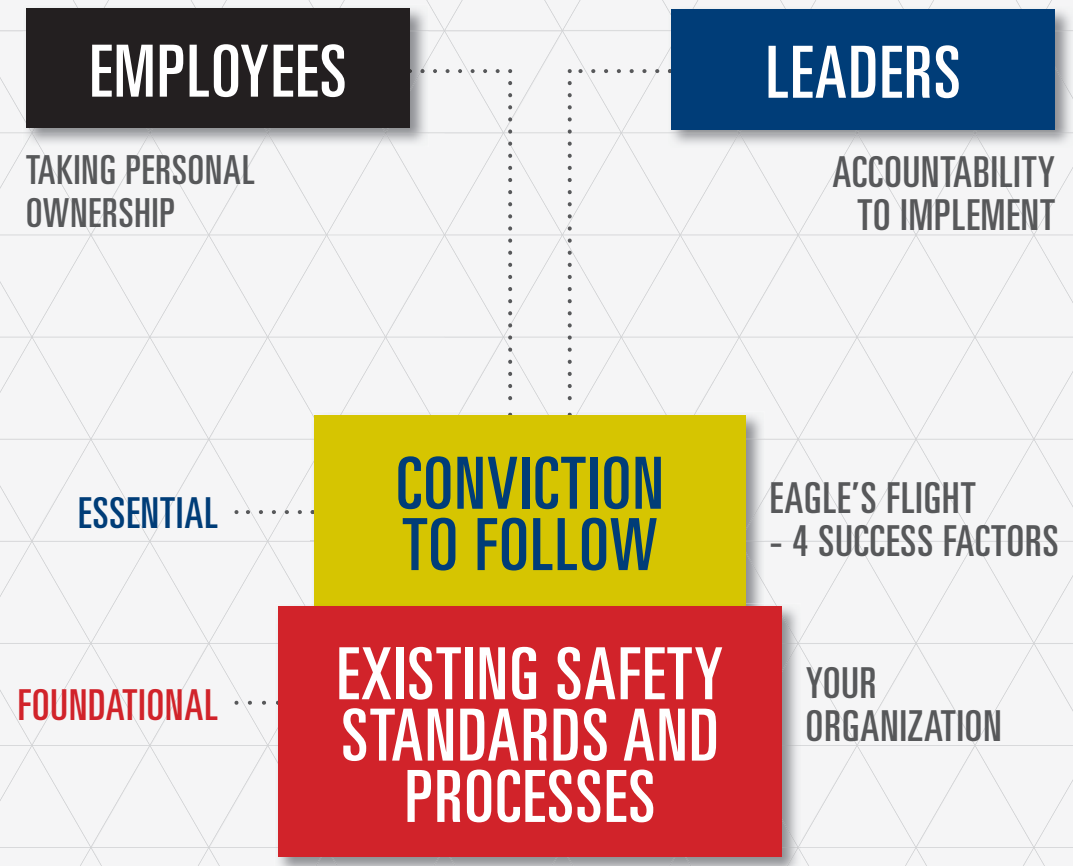 EMPLOYEES
LEADERS
TAKING PERSONAL
OWNERSHIP
ACCOUNTABILITY
TO IMPLEMENT
ESSENTIAL
CONVICTION
TO FOLLOW
EAGLE'S FLIGHT
- 4 SUCCESS FACTORS
FOUNDATIONAL
EXISTING SAFETY
STANDARDS AND
PROCESSES
YOUR
ORGANIZATION